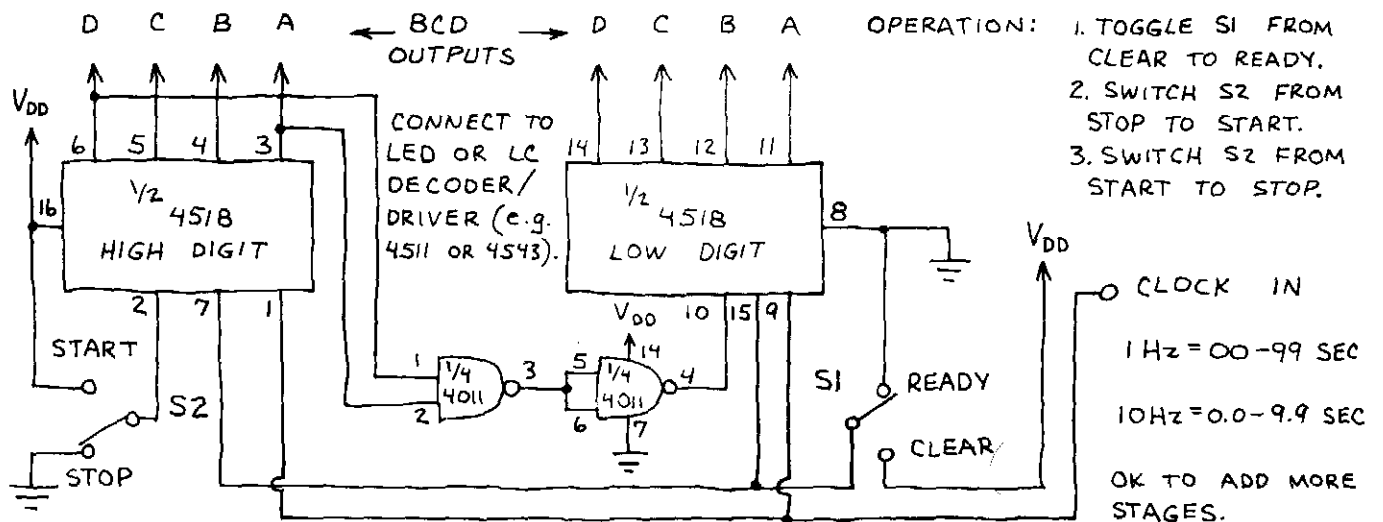 D C B A
← BCD →
OUTPUTS
D C B A
VDD
6 5 4 3
16
1/2
4518
HIGH DIGIT
2 7 1
CONNECT TO
LED OR LC
DECODER/
DRIVER (e.g.
4511 OR 4543).
14 13 12 11
1/2
4518
LOW DIGIT
8
10 15 9
OPERATION: 1. TOGGLE S1 FROM
CLEAR TO READY.
2. SWITCH S2 FROM
STOP TO START.
3. SWITCH S2 FROM
START TO STOP.
VDD
CLOCK IN
1 Hz = 00-99 SEC
10Hz = 0.0-9.9 SEC
OK TO ADD MORE
STAGES.
START
S2
STOP
1
2
1/4
4011
3
VDD
14
5
6
1/4
4011
4
7
S1
READY
CLEAR